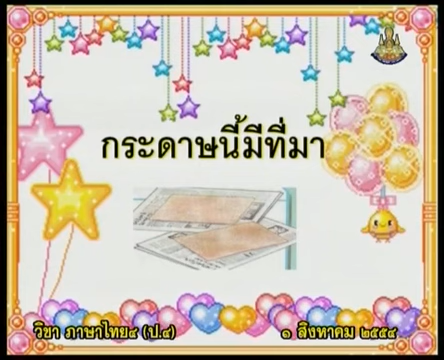 กระดาษนี้มีที่มา
วิชา ภาษาไทย๔ (ป.๔)
๑ สิงหาคม ๒๕๕๔